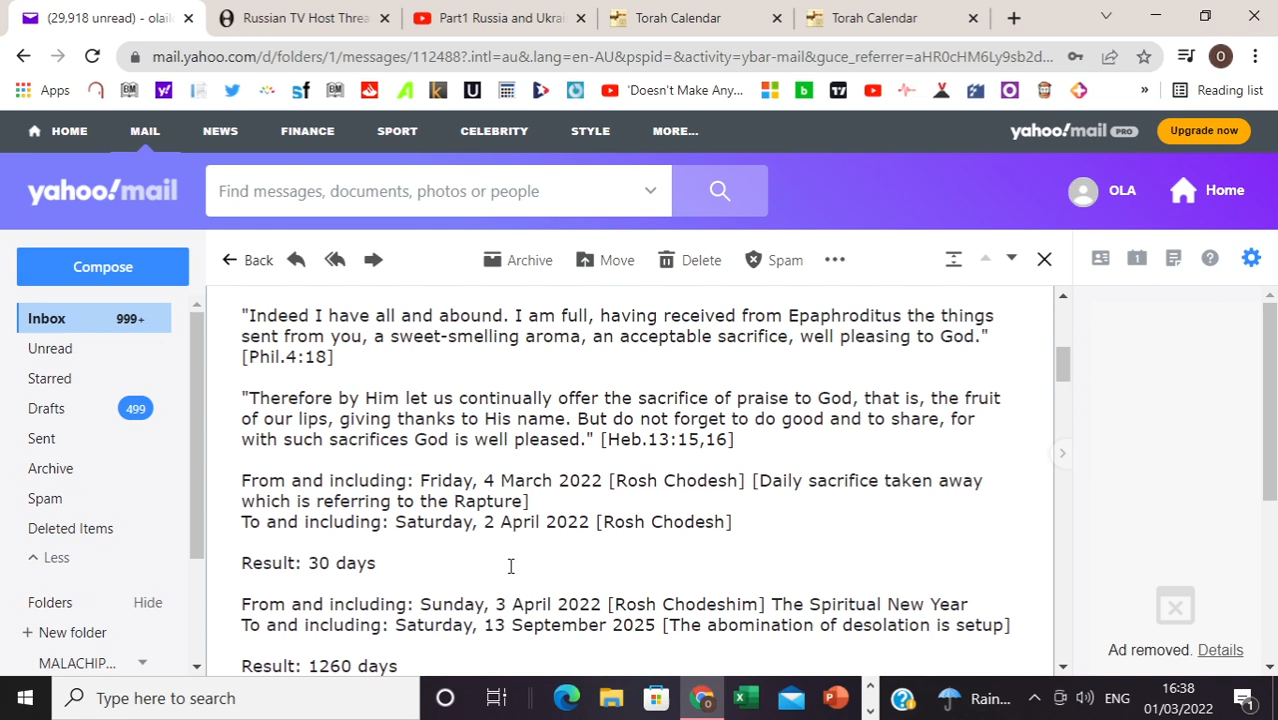 (29,918 unread) - olaik
Russian TV Host Threa
Part1 Russia and Ukrai
Torah Calendar
Torah Calendar
mail.yahoo.com/d/folders/1/messages/112488?.intl=au&.lang=en-AU&pspid=&activity=ybar-mail&guce_referrer=aHR0cHM6Ly9sb2d...
Apps
'Doesn't Make Any...
Reading list
HOME
MAIL
NEWS
FINANCE
SPORT
CELEBRITY
STYLE
MORE...
yahoo!mail PRO
Upgrade now
yahoo!mail
Find messages, documents, photos or people
OLA
Home
Compose
Back
Archive
Move
Delete
Spam
Inbox 999+
Unread
Starred
Drafts 499
Sent
Archive
Spam
Deleted Items
Less
Folders Hide
New folder
MALACHIP...
"Indeed I have all and abound. I am full, having received from Epaphroditus the things
sent from you, a sweet-smelling aroma, an acceptable sacrifice, well pleasing to God."
[Phil.4:18]
"Therefore by Him let us continually offer the sacrifice of praise to God, that is, the fruit
of our lips, giving thanks to His name. But do not forget to do good and to share, for
with such sacrifices God is well pleased." [Heb.13:15,16]
From and including: Friday, 4 March 2022 [Rosh Chodesh] [Daily sacrifice taken away
which is referring to the Rapture]
To and including: Saturday, 2 April 2022 [Rosh Chodesh]
Result: 30 days
From and including: Sunday, 3 April 2022 [Rosh Chodeshim] The Spiritual New Year
To and including: Saturday, 13 September 2025 [The abomination of desolation is setup]
Result: 1260 days
Ad removed. Details
Type here to search
Rain...
ENG
16:38
01/03/2022
1